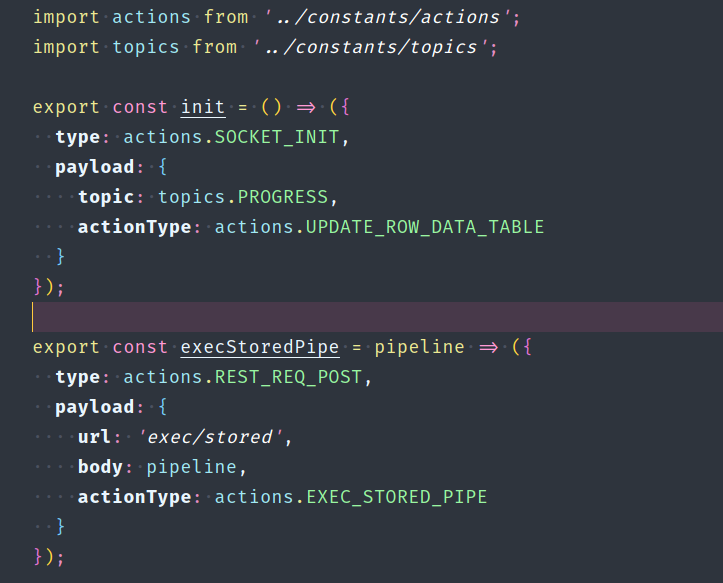 import actions from '../constants/actions';
import topics from '../constants/topics';
export const init = () => ({
  type: actions.SOCKET_INIT,
  payload: {
    topic: topics.PROGRESS,
    actionType: actions.UPDATE_ROW_DATA_TABLE
  }
});
export const execStoredPipe = pipeline => ({
  type: actions.REST_REQ_POST,
  payload: {
    url: 'exec/stored',
    body: pipeline,
    actionType: actions.EXEC_STORED_PIPE
  }
});